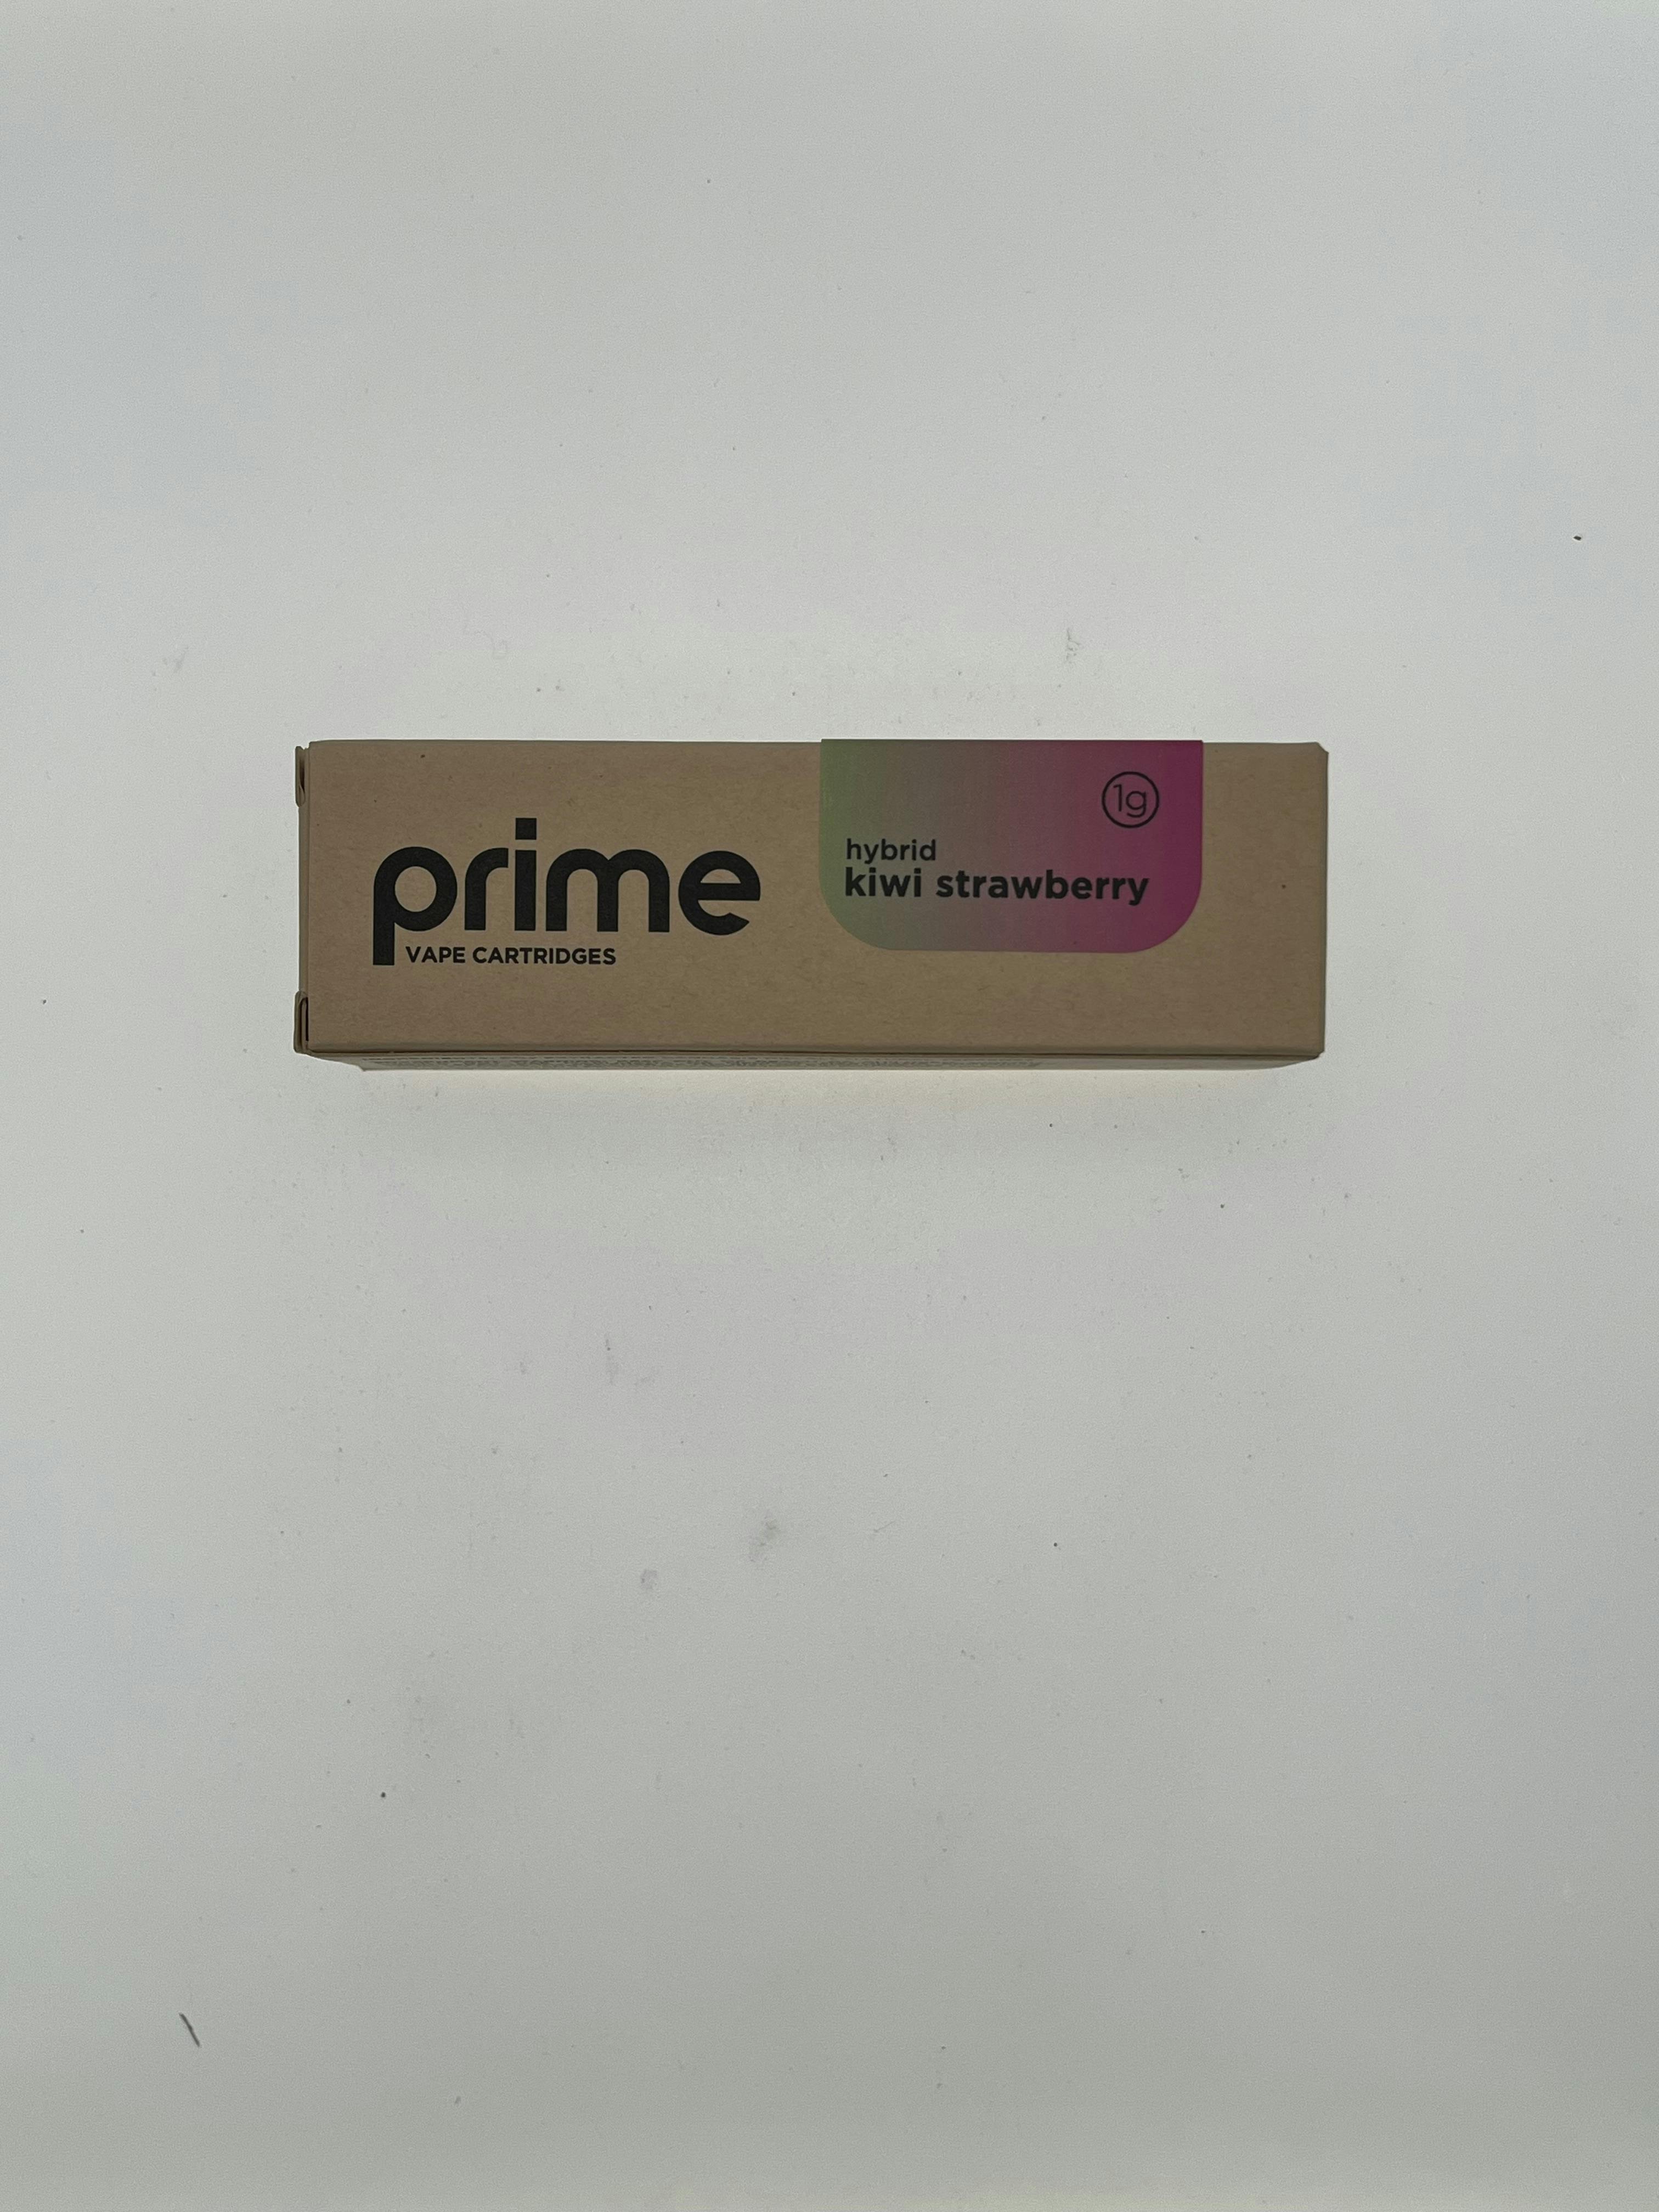 prime
VAPE CARTRIDGES
1g
hybrid
kiwi strawberry